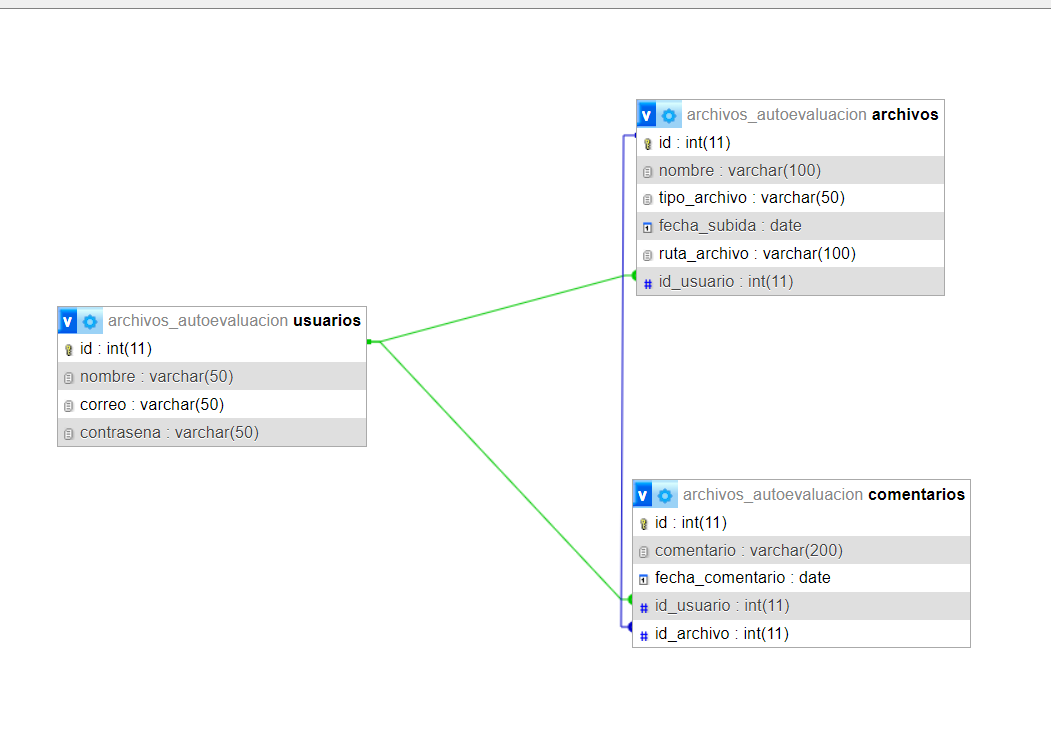 v archivos_autoevaluacion archivos
id : int(11)
nombre : varchar(100)
tipo_archivo : varchar(50)
fecha_subida : date
ruta_archivo : varchar(100)
# id_usuario : int(11)
v archivos_autoevaluacion usuarios
id : int(11)
nombre : varchar(50)
correo : varchar(50)
contrasena : varchar(50)
v archivos_autoevaluacion comentarios
id : int(11)
comentario : varchar(200)
fecha_comentario : date
# id_usuario : int(11)
# id_archivo : int(11)